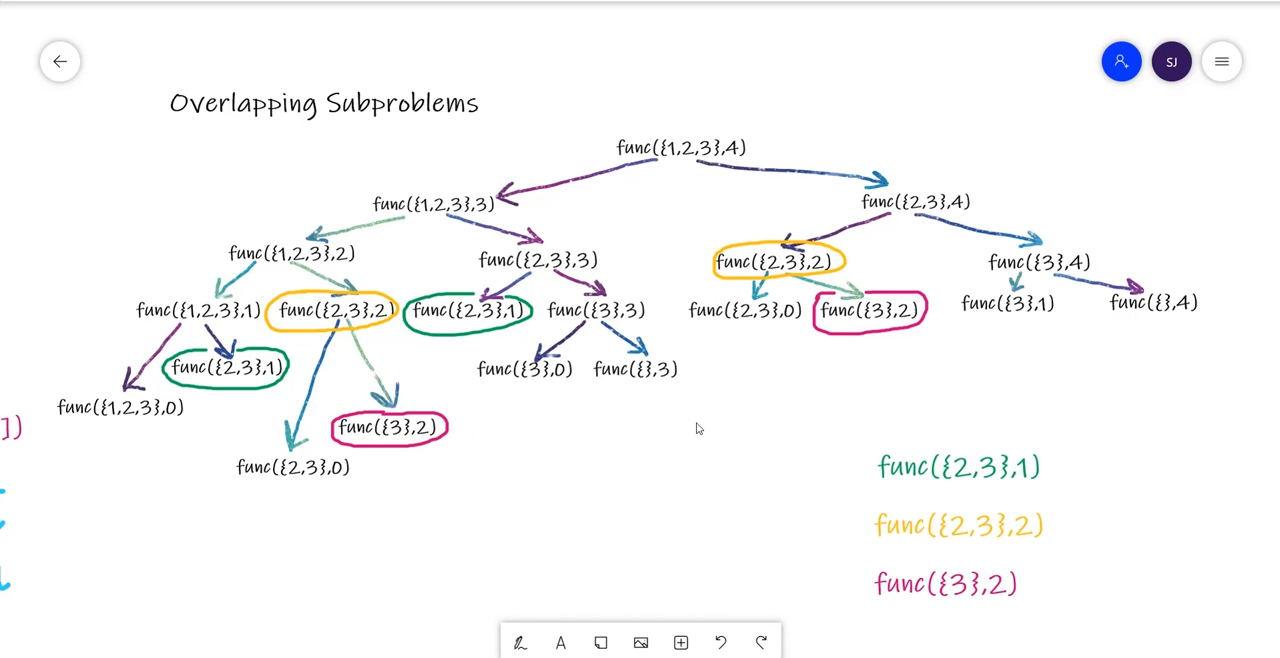 SJ
Overlapping Subproblems
func({1,2,3},4)
func({1,2,3},3)
func({2,3},4)
func({1,2,3},2)
func({2,3},3)
func({2,3},2)
func({3},4)
func({1,2,3},1)
func({2,3},2)
func({2,3},1)
func({3},3)
func({2,3},0)
func({3},2)
func({3},1)
func({},4)
func({2,3},1)
func({3},0)
func({},3)
func({1,2,3},0)
])
func({3},2)
func({2,3},0)
func({2,3},1)
func({2,3},2)
func({3},2)
A